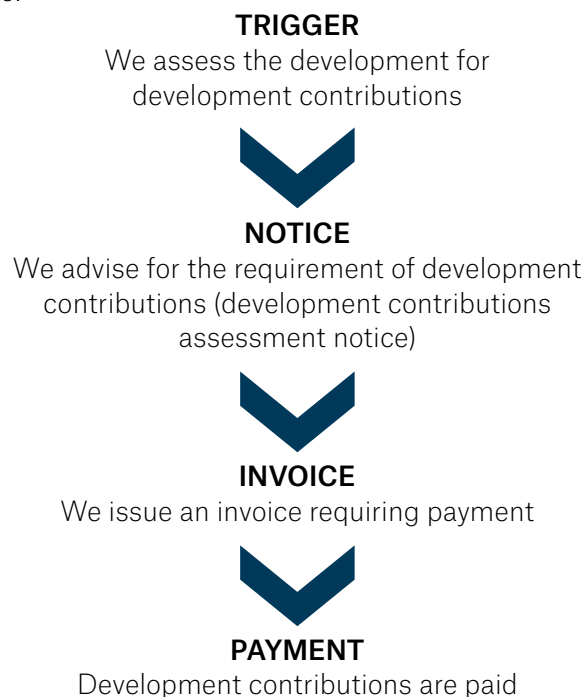 TRIGGER
We assess the development for
development contributions
NOTICE
We advise for the requirement of development
contributions (development contributions
assessment notice)
INVOICE
We issue an invoice requiring payment
PAYMENT
Development contributions are paid